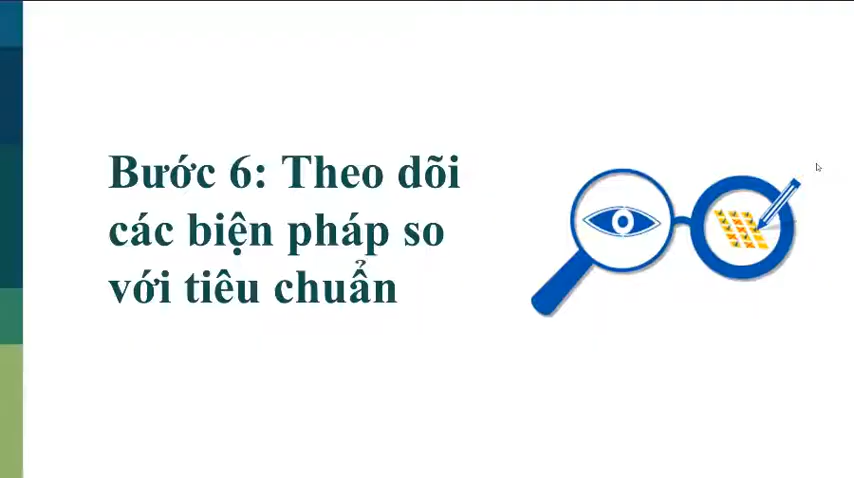 Bước 6: Theo dõi
các biện pháp so
với tiêu chuẩn